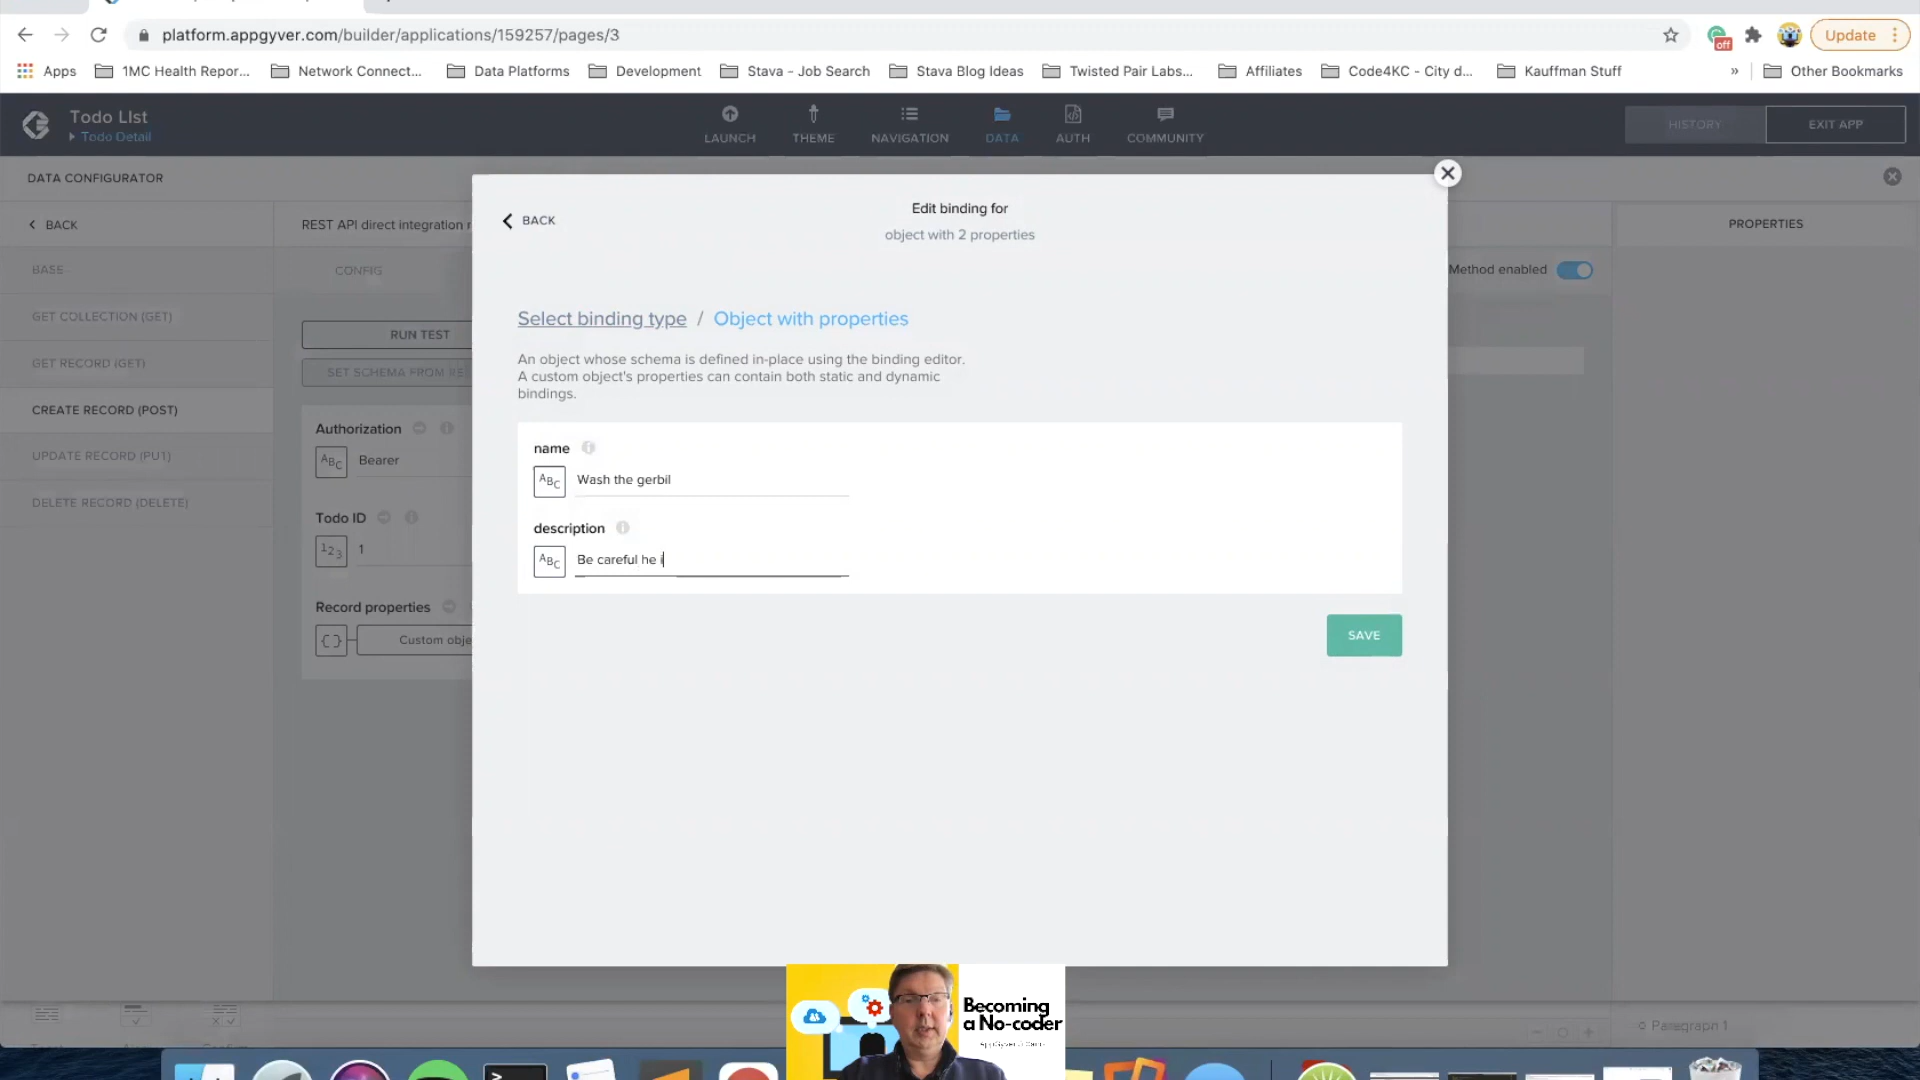 platform.appgyver.com/builder/applications/159257/pages/3
off
Update
Apps
1MC Health Repor...
Network Connect...
Data Platforms
Development
Stava - Job Search
Stava Blog Ideas
Twisted Pair Labs...
Affiliates
Code4KC - City d...
Kauffman Stuff
»
Other Bookmarks
Todo LIst
Todo Detail
LAUNCH
THEME
NAVIGATION
DATA
AUTH
COMMUNITY
HISTORY
EXIT APP
DATA CONFIGURATOR
BACK
REST API direct integration r
PROPERTIES
BASE
GET COLLECTION (GET)
GET RECORD (GET)
CREATE RECORD (POST)
UPDATE RECORD (PUT)
DELETE RECORD (DELETE)
CONFIG
Method enabled
RUN TEST
SET SCHEMA FROM RE
Authorization
ABC Bearer
Todo ID
123 1
Record properties
{ } Custom obje
BACK
Edit binding for
object with 2 properties
Select binding type / Object with properties
An object whose schema is defined in-place using the binding editor.
A custom object's properties can contain both static and dynamic
bindings.
name
ABC Wash the gerbil
description
ABC Be careful he i
SAVE
Paragraph 1
Becoming
a No-coder